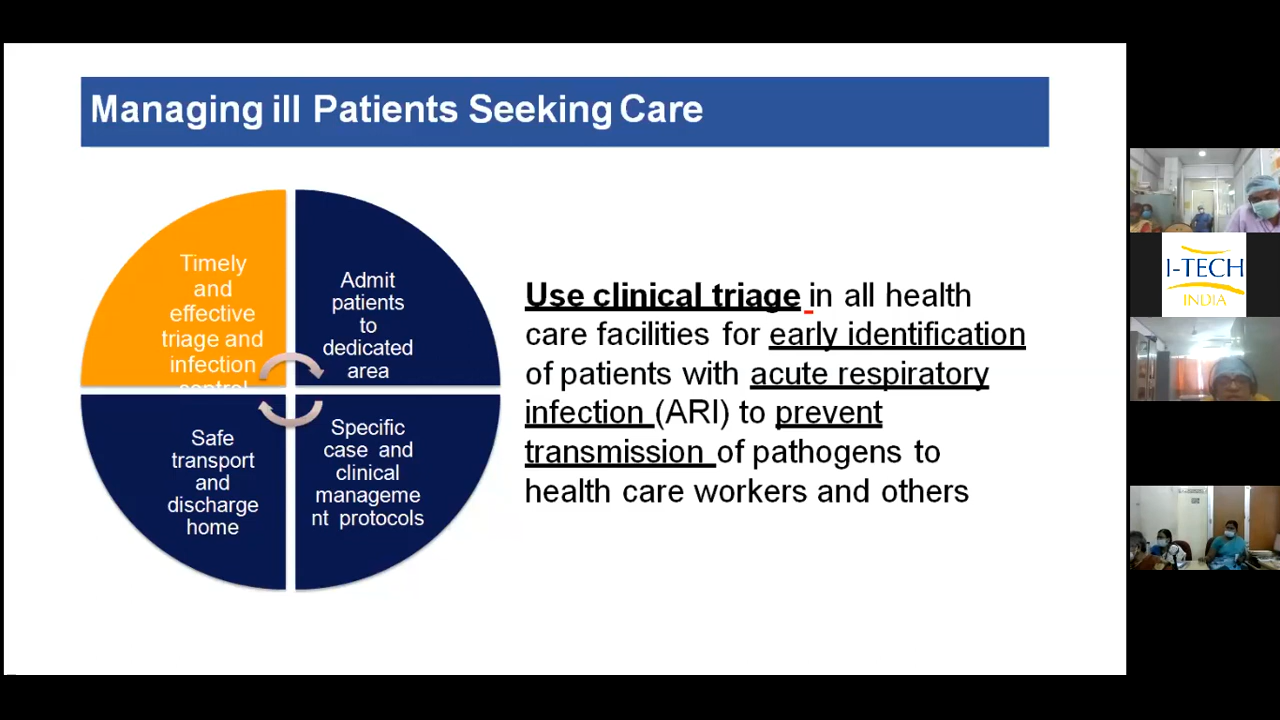 Managing ill Patients Seeking Care
Timely
and
effective
triage and
infection
control
Admit
patients
to
dedicated
area
Safe
transport
and
discharge
home
Specific
case and
clinical
manageme
nt protocols
Use clinical triage in all health
care facilities for early identification
of patients with acute respiratory
infection (ARI) to prevent
transmission of pathogens to
health care workers and others
I-TECH
INDIA